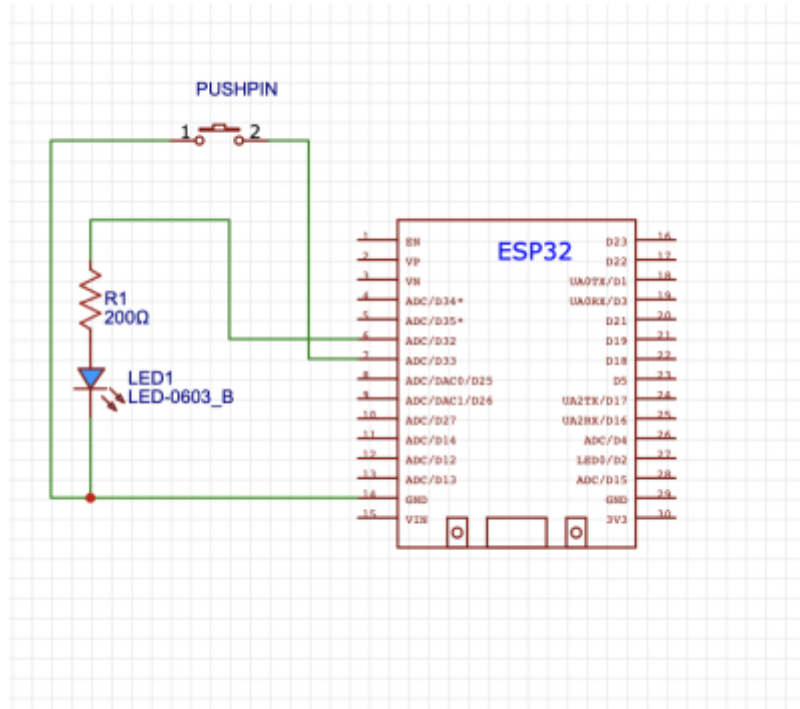 PUSHPIN
1 2
R1
200Ω
LED1
LED-0603_B
ESP32
1 EN D23 16
2 VP D22 17
3 VN UA0TX/D1 18
4 ADC/D34* UA0RX/D3 19
5 ADC/D35* D21 20
6 ADC/D32 D19 21
7 ADC/D33 D18 22
8 ADC/DAC0/D25 D5 23
9 ADC/DAC1/D26 UA2TX/D17 24
10 ADC/D27 UA2RX/D16 25
11 ADC/D14 ADC/D4 26
12 ADC/D12 LED0/D2 27
13 ADC/D13 ADC/D15 28
14 GND GND 29
15 VIN 3V3 30